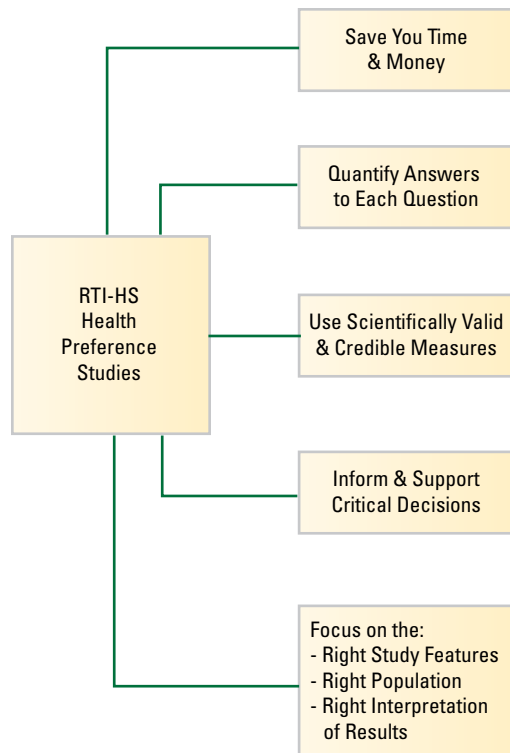 Save You Time
& Money
Quantify Answers
to Each Question
RTI-HS
Health
Preference
Studies
Use Scientifically Valid
& Credible Measures
Inform & Support
Critical Decisions
Focus on the:
- Right Study Features
- Right Population
- Right Interpretation
of Results